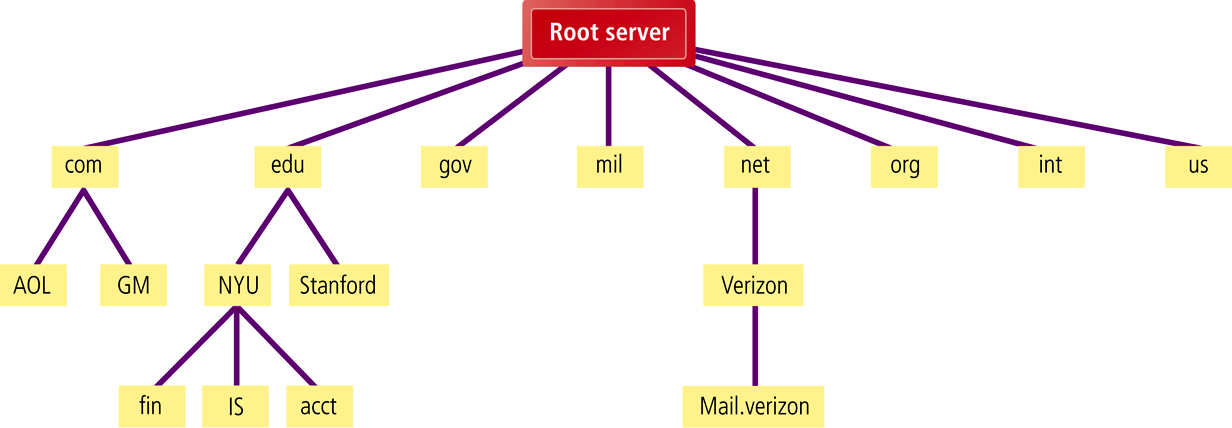 Root server
com
edu
gov
mil
net
org
int
us
AOL
GM
NYU
Stanford
Verizon
fin
IS
acct
Mail.verizon